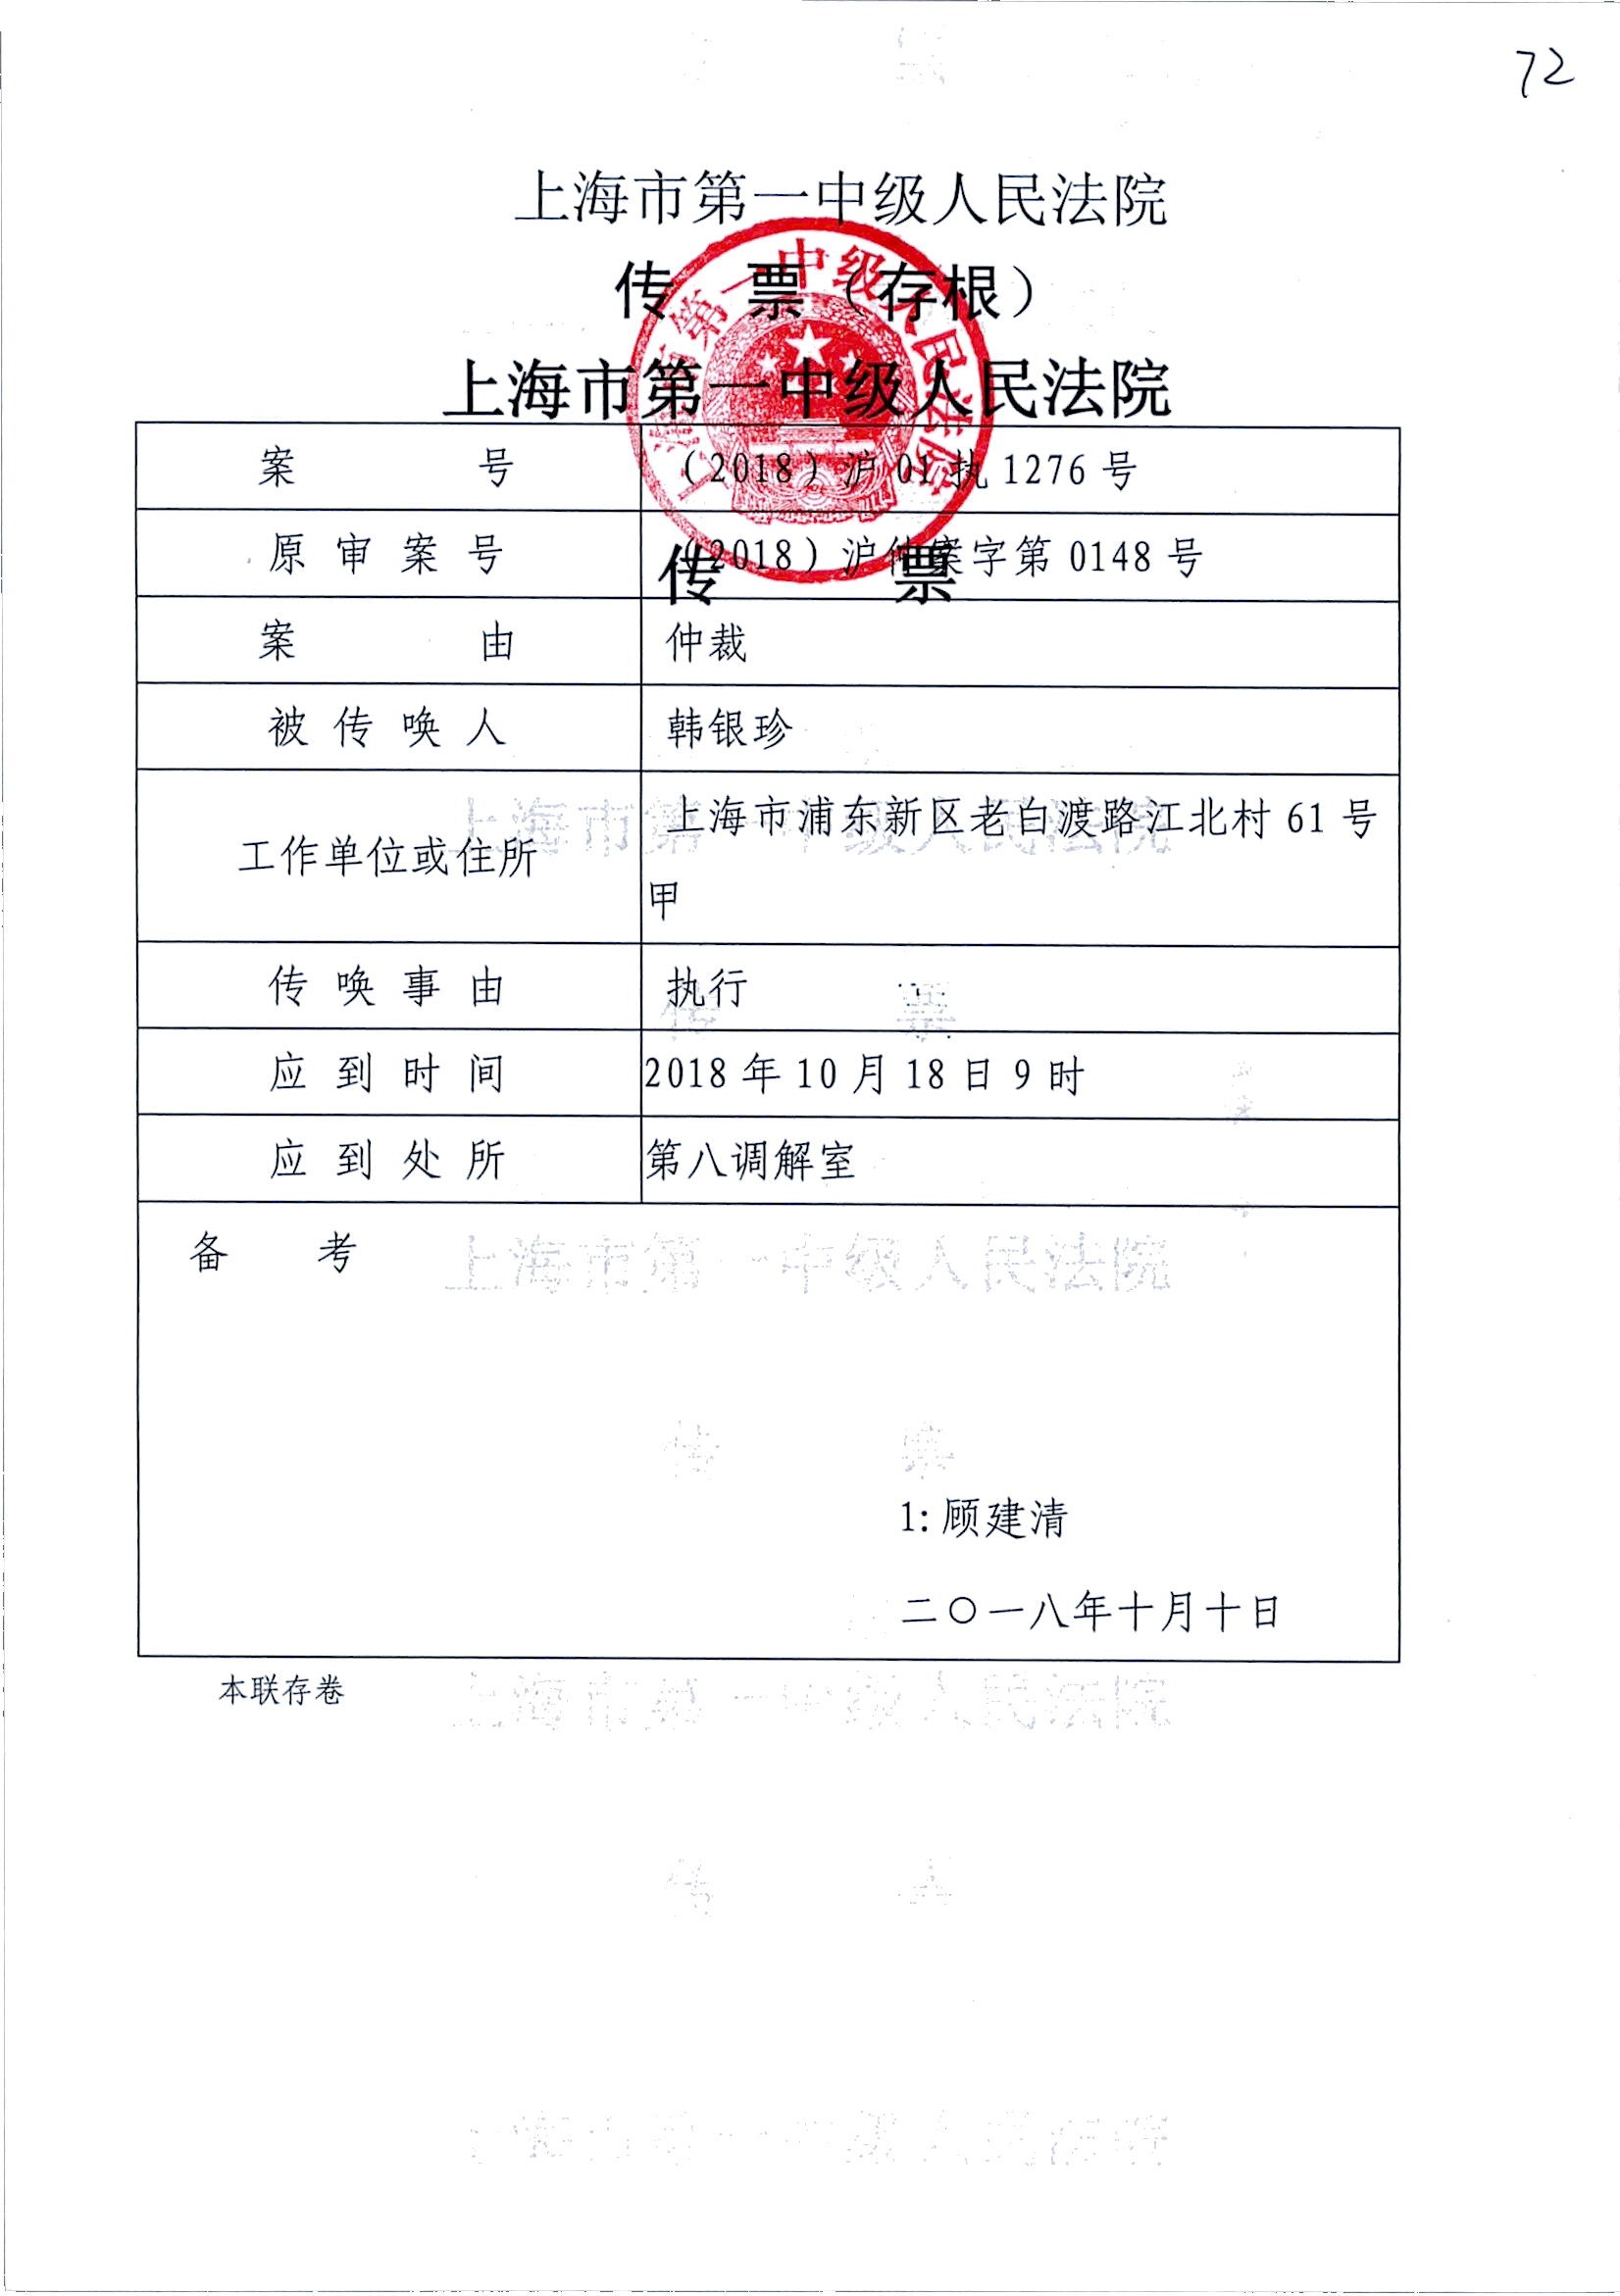 72
上海市第一中级人民法院
传 票（存根）
上海市第一中级人民法院
案 号 （2018）沪 01 执 1276 号
原 审 案 号 （2018）沪仲案字第 0148 号
传 票
案 由 仲裁
被 传 唤 人 韩银珍
工作单位或住所 上海市浦东新区老白渡路江北村 61 号
甲
传 唤 事 由 执行
应 到 时 间 2018 年 10 月 18 日 9 时
应 到 处 所 第八调解室
备 考
1: 顾建清
二〇一八年十月十日
本联存卷
上海市第一中级人民法院